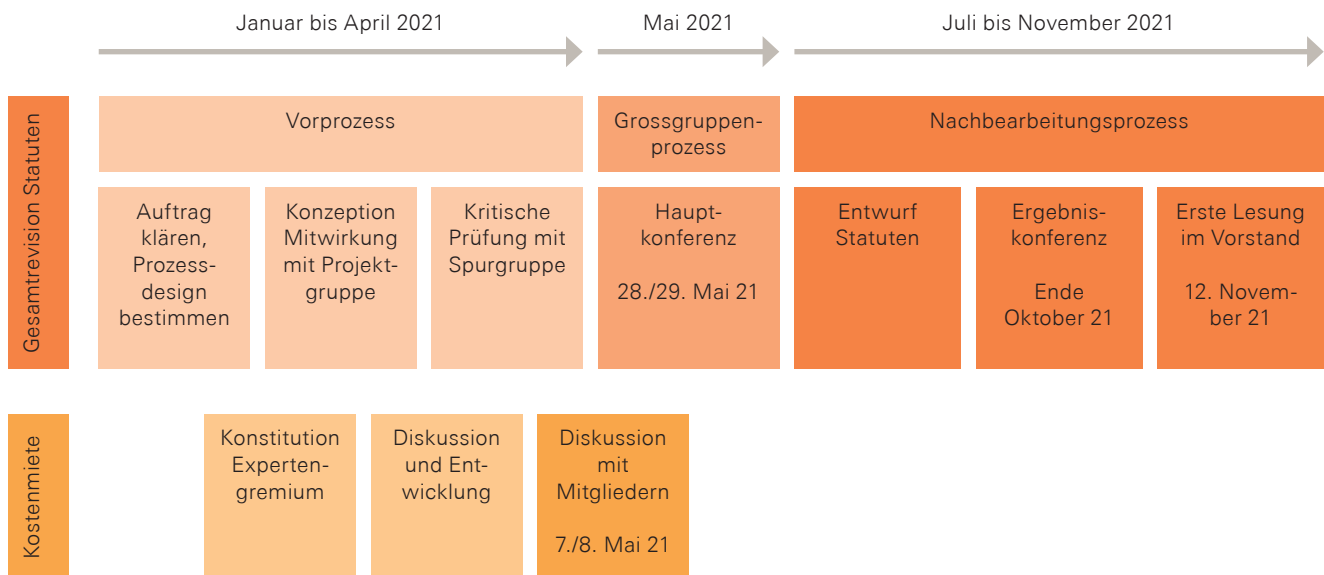 Januar bis April 2021
Mai 2021
Juli bis November 2021
Gesamtrevision Statuten
Vorprozess
Grossgruppen-
prozess
Nachbearbeitungsprozess
Auftrag
klären,
Prozess-
design
bestimmen
Konzeption
Mitwirkung
mit Projekt-
gruppe
Kritische
Prüfung mit
Spurgruppe
Haupt-
konferenz
28./29. Mai 21
Entwurf
Statuten
Ergebnis-
konferenz
Ende
Oktober 21
Erste Lesung
im Vorstand
12. Novem-
ber 21
Kostenmiete
Konstitution
Experten-
gremium
Diskussion
und Ent-
wicklung
Diskussion
mit
Mitgliedern
7./8. Mai 21